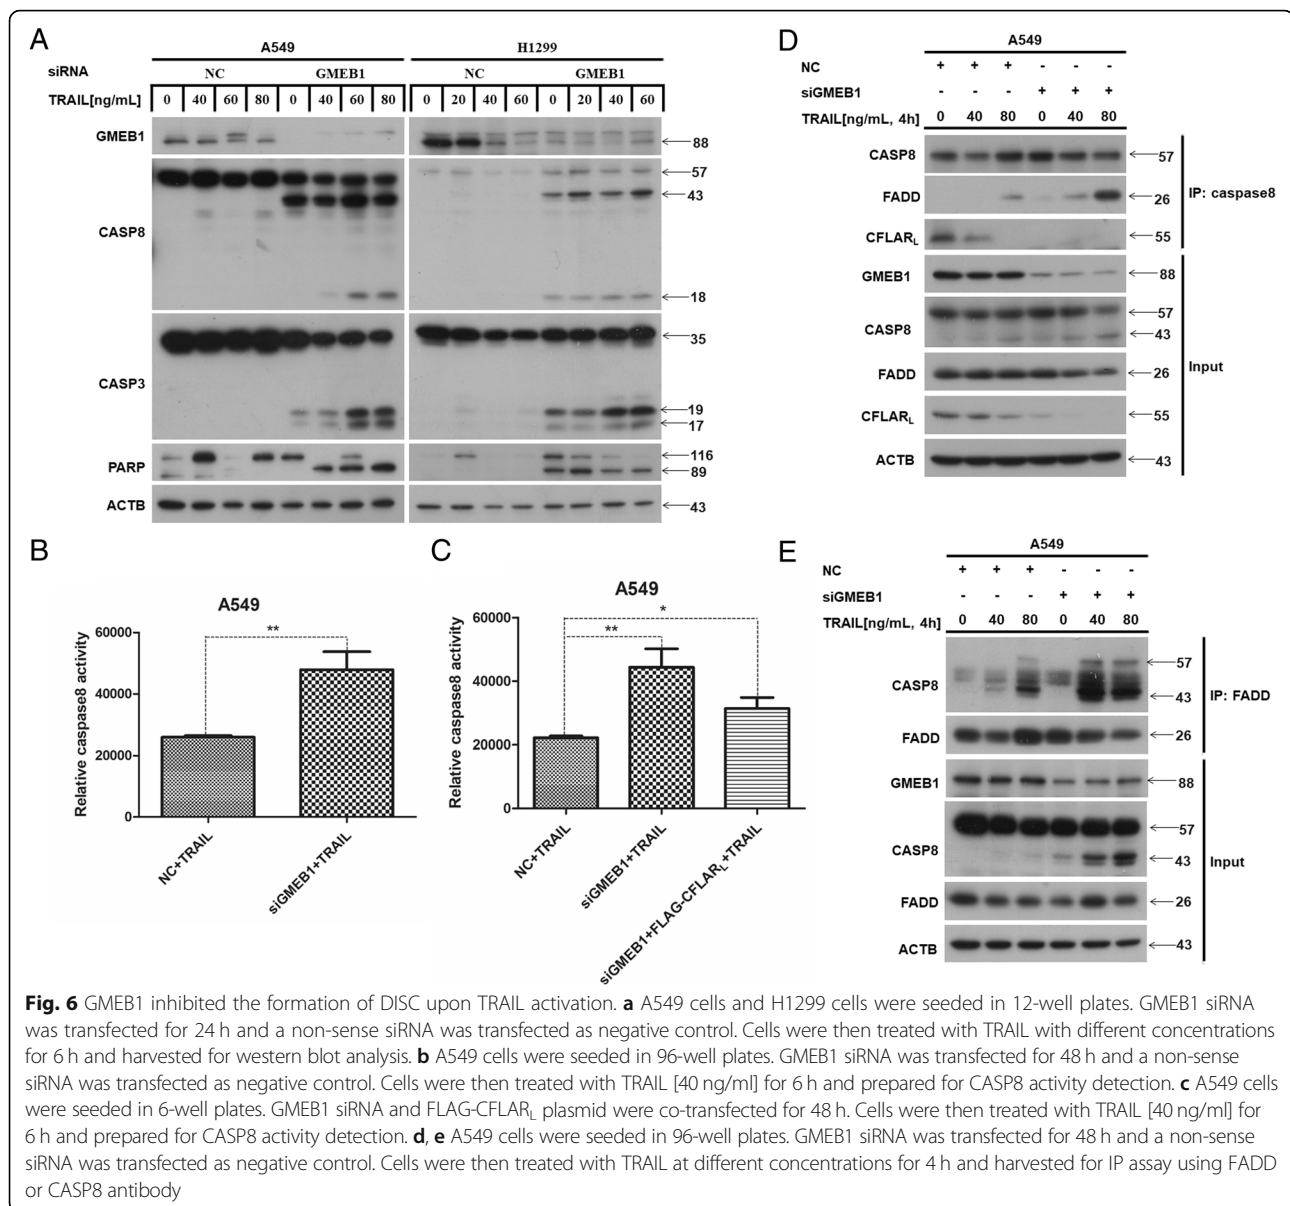 A
A549 H1299
siRNA NC GMEB1 NC GMEB1
TRAIL[ng/mL] 0 40 60 80 0 40 60 80 0 20 40 60 0 20 40 60
GMEB1 88
CASP8 57
43
18
CASP3 35
19
17
PARP 116
89
ACTB 43
B
A549
Relative caspase8 activity
60000
40000
20000
0
**
NC+TRAIL
siGMEB1+TRAIL
C
A549
Relative caspase8 activity
60000
40000
20000
0
*
**
NC+TRAIL
siGMEB1+TRAIL
siGMEB1+FLAG-CFLARL+TRAIL
D
A549
NC + + + - - -
siGMEB1 - - - + + +
TRAIL[ng/mL, 4h] 0 40 80 0 40 80
CASP8 57
FADD 26
CFLARL 55
IP: caspase8
GMEB1 88
CASP8 57
43
FADD 26
CFLARL 55
ACTB 43
Input
E
A549
NC + + + - - -
siGMEB1 - - - + + +
TRAIL[ng/mL, 4h] 0 40 80 0 40 80
CASP8 57
43
FADD 26
IP: FADD
GMEB1 88
CASP8 57
43
FADD 26
ACTB 43
Input
Fig. 6 GMEB1 inhibited the formation of DISC upon TRAIL activation. a A549 cells and H1299 cells were seeded in 12-well plates. GMEB1 siRNA
was transfected for 24 h and a non-sense siRNA was transfected as negative control. Cells were then treated with TRAIL with different concentrations
for 6 h and harvested for western blot analysis. b A549 cells were seeded in 96-well plates. GMEB1 siRNA was transfected for 48 h and a non-sense
siRNA was transfected as negative control. Cells were then treated with TRAIL [40 ng/ml] for 6 h and prepared for CASP8 activity detection. c A549 cells
were seeded in 6-well plates. GMEB1 siRNA and FLAG-CFLARL plasmid were co-transfected for 48 h. Cells were then treated with TRAIL [40 ng/ml] for
6 h and prepared for CASP8 activity detection. d, e A549 cells were seeded in 96-well plates. GMEB1 siRNA was transfected for 48 h and a non-sense
siRNA was transfected as negative control. Cells were then treated with TRAIL at different concentrations for 4 h and harvested for IP assay using FADD
or CASP8 antibody